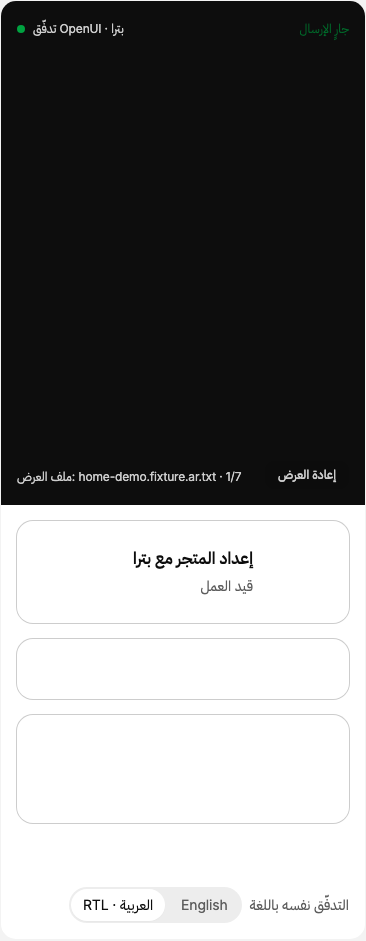 تدفّق OpenUI · بترا
جارٍ الإرسال
ملف العرض: home-demo.fixture.ar.txt · 1/7
إعادة العرض
إعداد المتجر مع بترا
قيد العمل
التدفّق نفسه باللغة
English
العربية · RTL